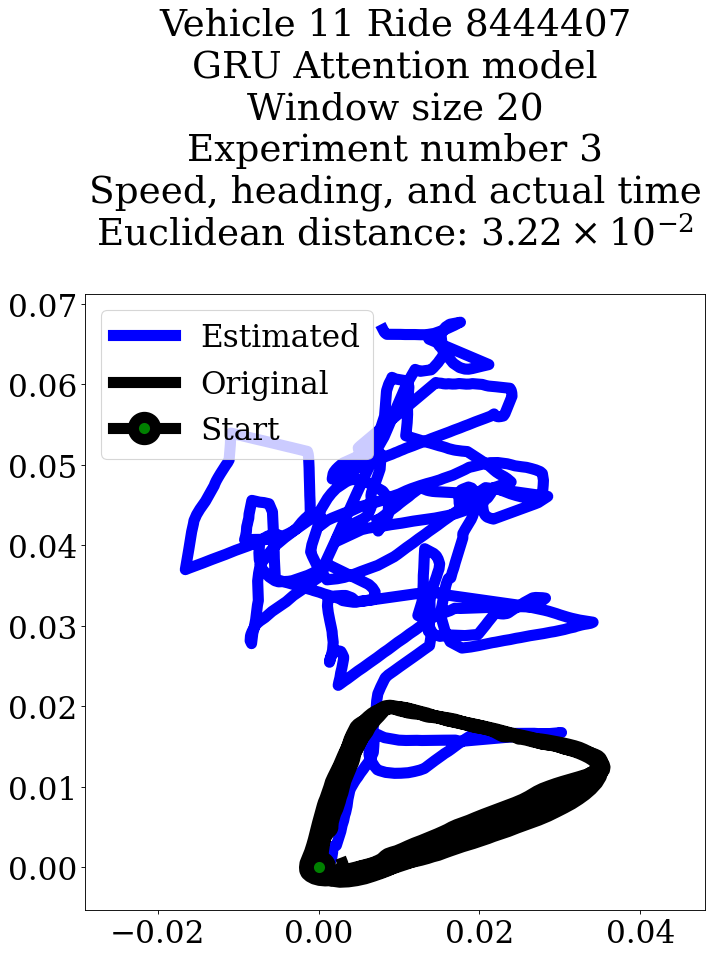 Vehicle 11 Ride 8444407
GRU Attention model
Window size 20
Experiment number 3
Speed, heading, and actual time
Euclidean distance: 3.22 × 10⁻²
0.07
0.06
0.05
0.04
0.03
0.02
0.01
0.00
Estimated
Original
Start
−0.02 0.00 0.02 0.04